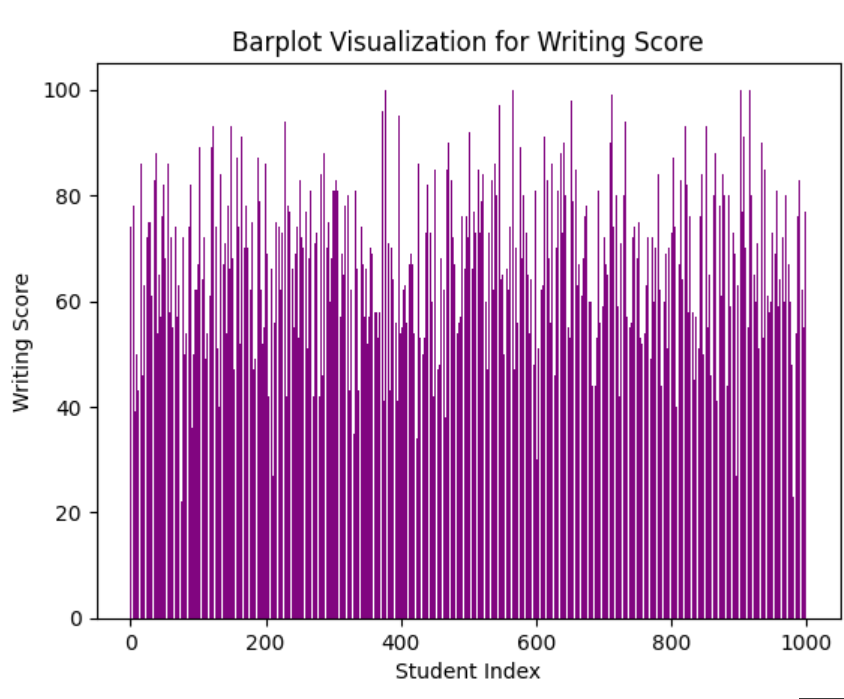 Barplot Visualization for Writing Score
100
80
60
40
20
0
Writing Score
0 200 400 600 800 1000
Student Index